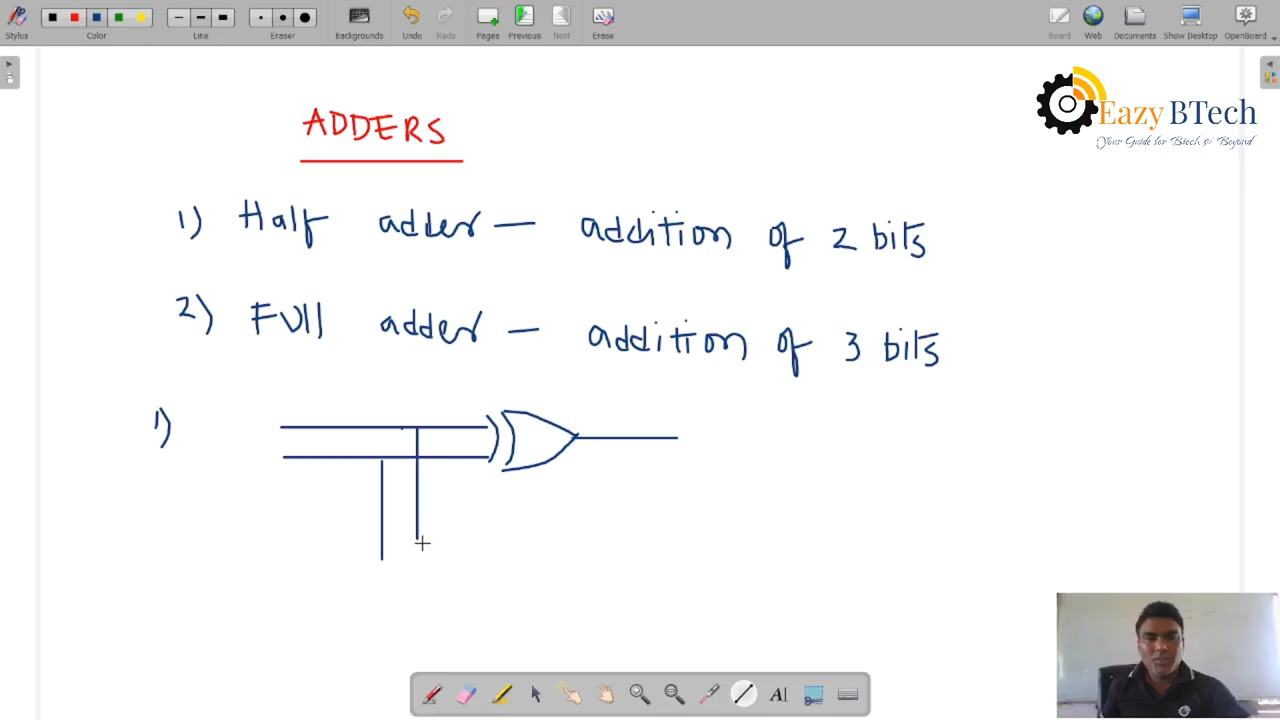 Stylus
Color
Line
Eraser
Backgrounds
Undo
Redo
Pages
Previous
Next
Erase
Board
Web
Documents
Show Desktop
OpenBoard
Eazy BTech
Your Guide for Btech & Beyond
ADDERS
1) Half adder — addition of 2 bits
2) Full adder — addition of 3 bits
1)
AI